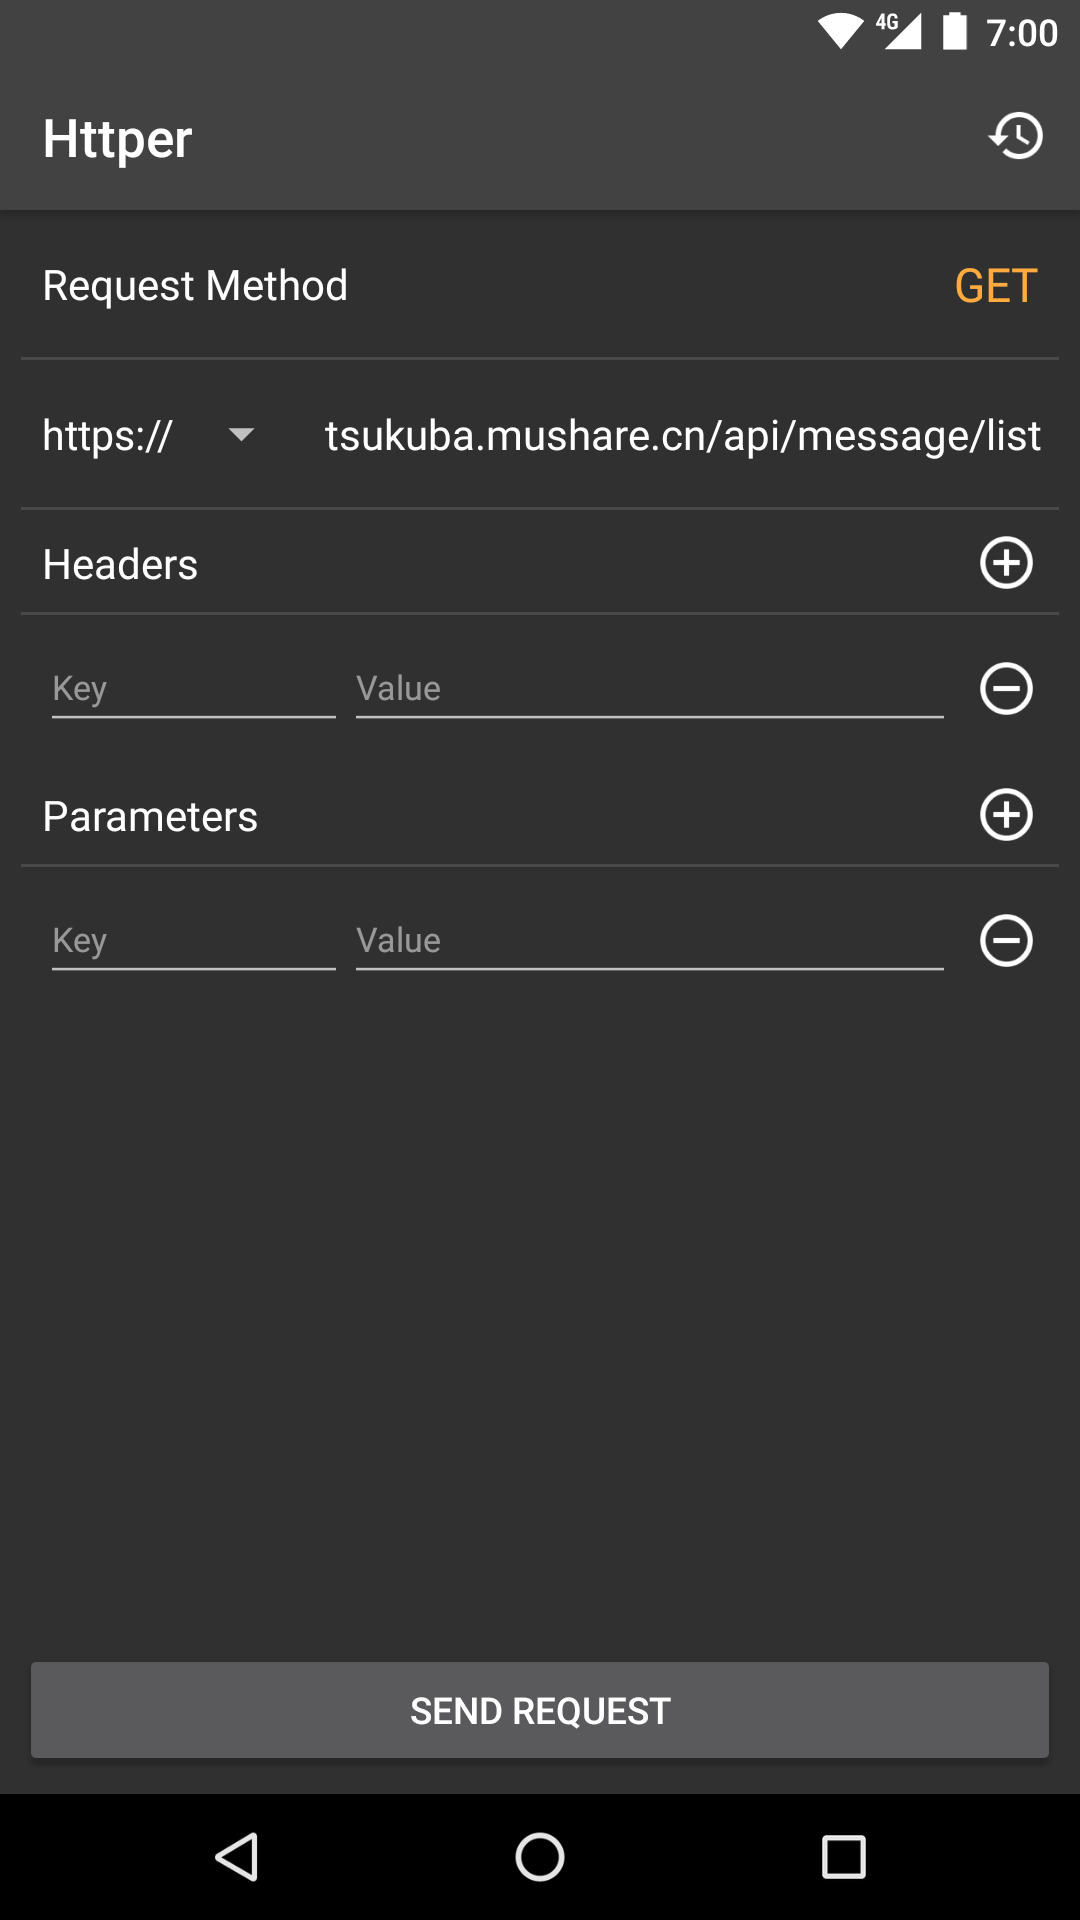 4G 7:00
Httper
Request Method GET
https:// tsukuba.mushare.cn/api/message/list
Headers
Key Value
Parameters
Key Value
SEND REQUEST